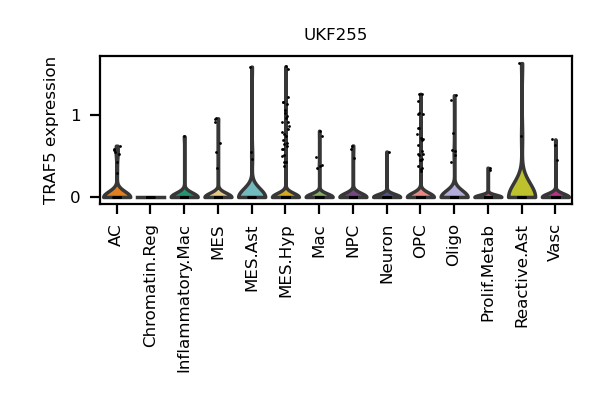 UKF255
TRAF5 expression
1
0
AC
Chromatin.Reg
Inflammatory.Mac
MES
MES.Ast
MES.Hyp
Mac
NPC
Neuron
OPC
Oligo
Prolif.Metab
Reactive.Ast
Vasc